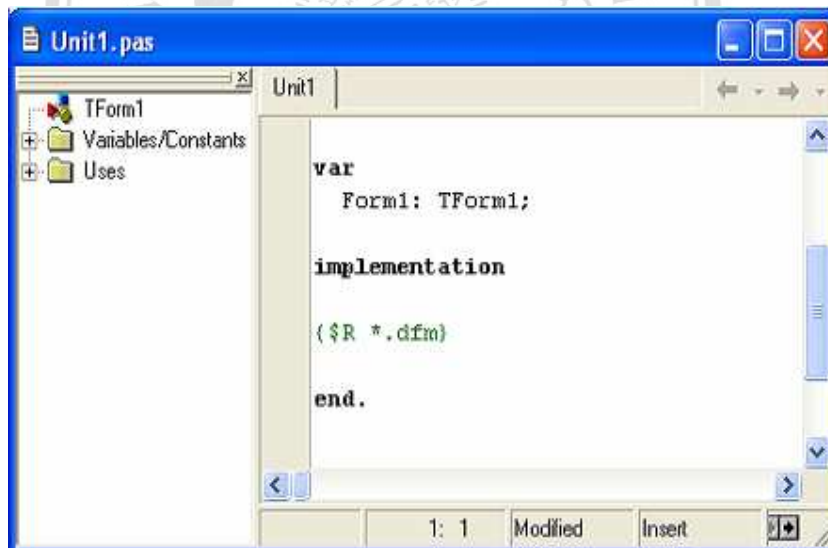 Unit1.pas
TForm1
Variables/Constants
Uses
Unit1
var
Form1: TForm1;
implementation
{$R *.dfm}
end.
1: 1 Modified Insert